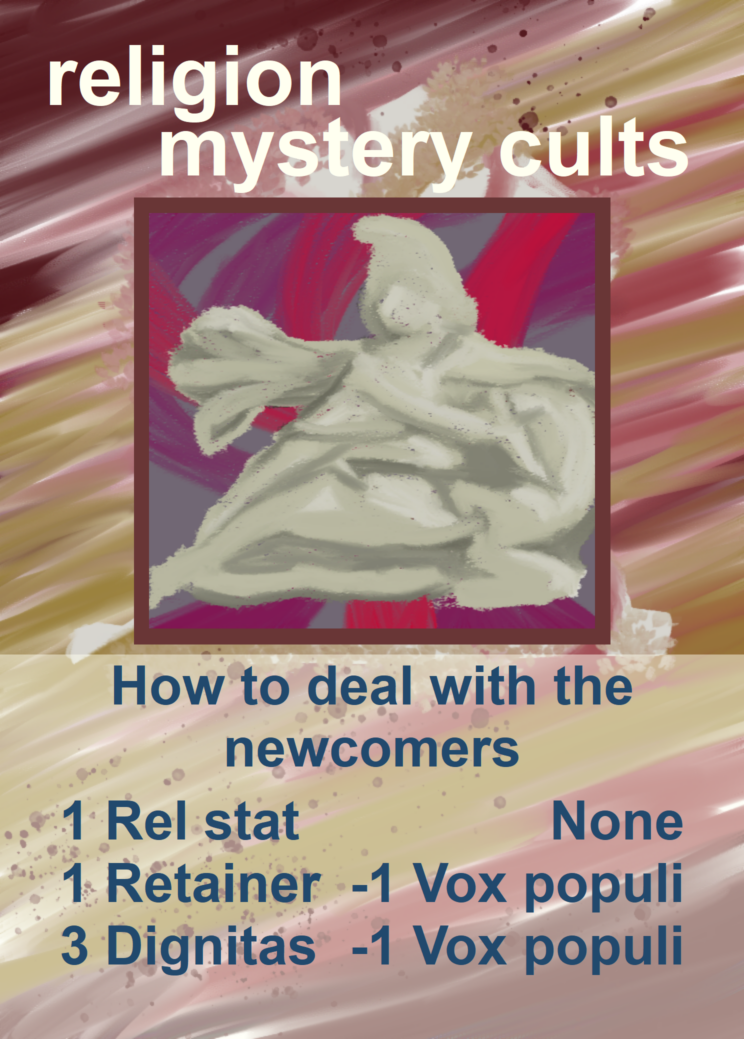 religion
mystery cults
How to deal with the
newcomers
1 Rel stat None
1 Retainer -1 Vox populi
3 Dignitas -1 Vox populi